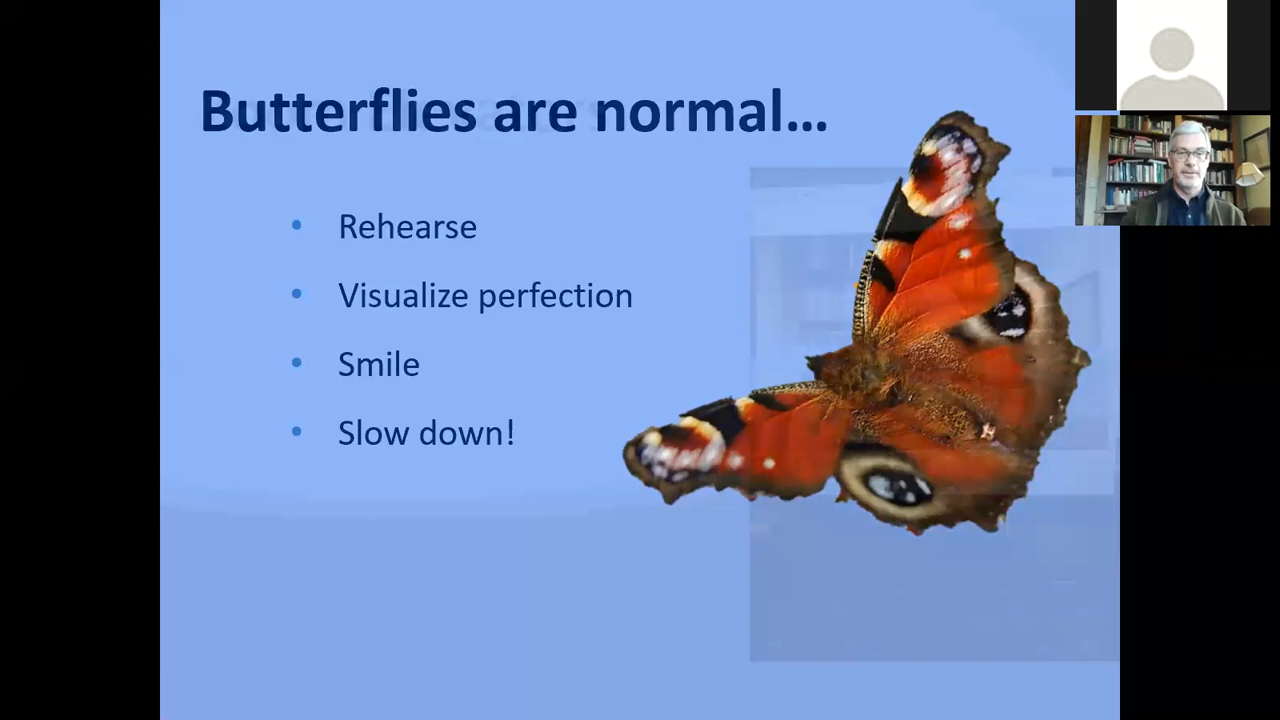 Butterflies are normal…
• Rehearse
• Visualize perfection
• Smile
• Slow down!